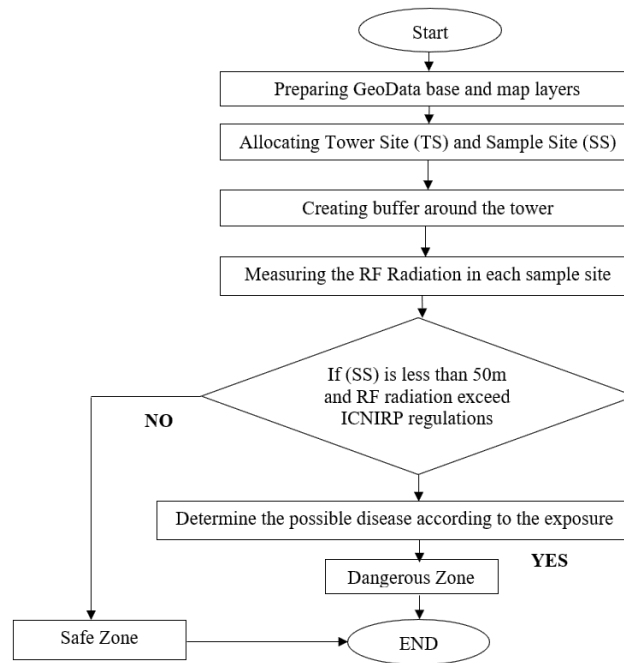 Start
Preparing GeoData base and map layers
Allocating Tower Site (TS) and Sample Site (SS)
Creating buffer around the tower
Measuring the RF Radiation in each sample site
If (SS) is less than 50m
and RF radiation exceed
ICNIRP regulations
NO
Determine the possible disease according to the exposure
YES
Dangerous Zone
Safe Zone
END